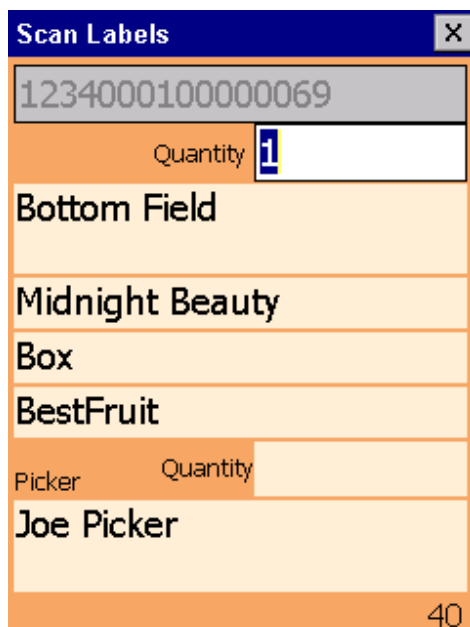 Scan Labels
1234000100000069
Quantity 1
Bottom Field
Midnight Beauty
Box
BestFruit
Picker Quantity
Joe Picker
40